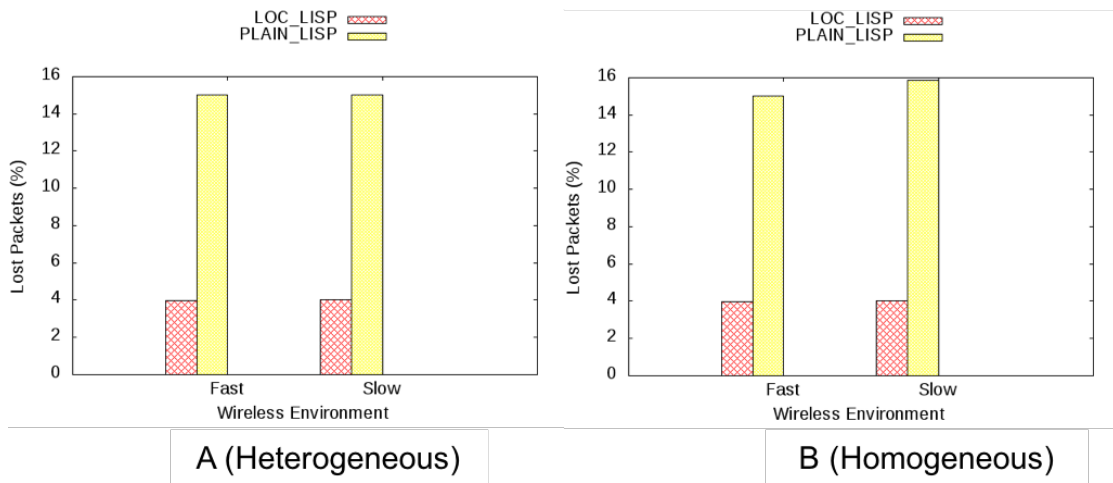 LOC_LISP
PLAIN_LISP
16
14
12
10
8
6
4
2
0
Lost Packets (%)
Fast Slow
Wireless Environment
A (Heterogeneous)
LOC_LISP
PLAIN_LISP
16
14
12
10
8
6
4
2
0
Lost Packets (%)
Fast Slow
Wireless Environment
B (Homogeneous)